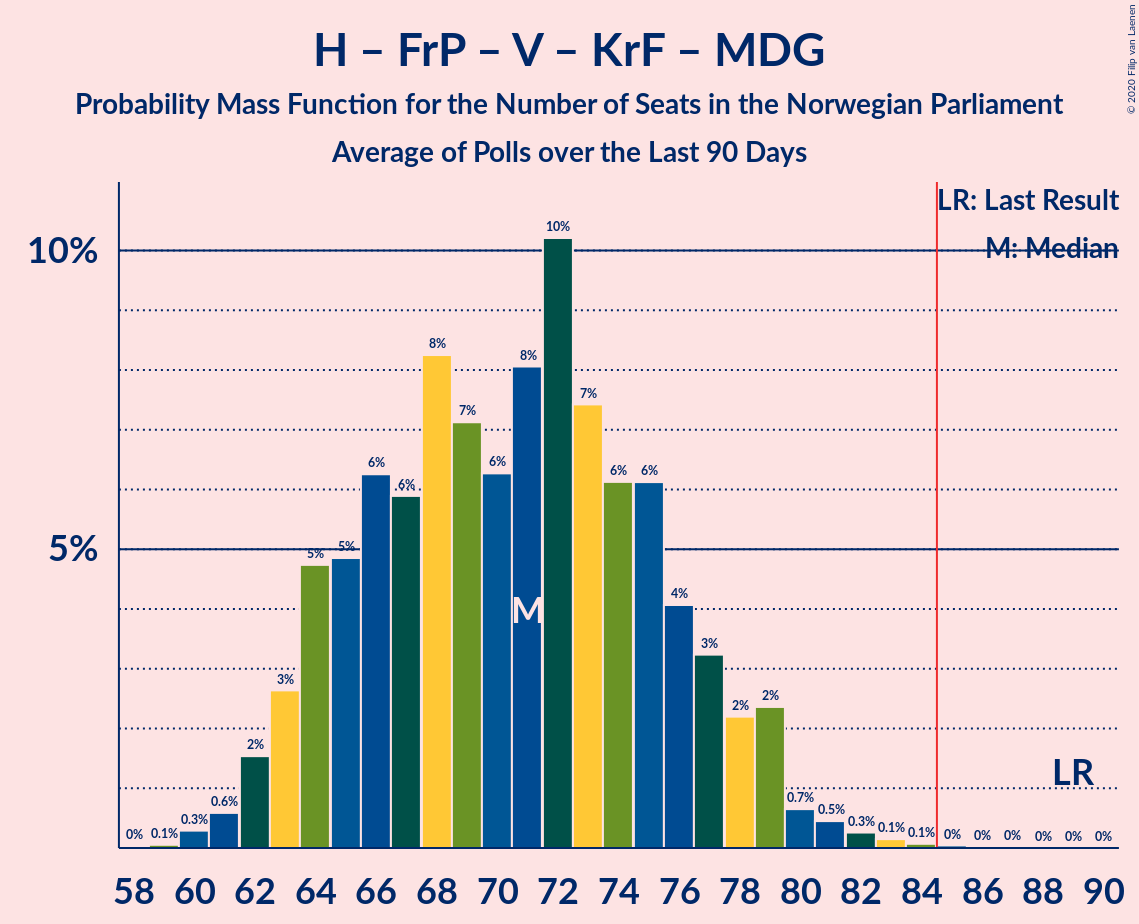 H – FrP – V – KrF – MDG
Probability Mass Function for the Number of Seats in the Norwegian Parliament
Average of Polls over the Last 90 Days
© 2020 Filip van Laenen
LR: Last Result
M: Median
10%
5%
0% 0.1% 0.3% 0.6% 2% 3% 5% 5% 6% 6% 8% 7% 6% 8% 10% 7% 6% 6% 4% 3% 2% 2% 0.7% 0.5% 0.3% 0.1% 0.1% 0% 0% 0% 0% 0% 0%
M
LR
58 60 62 64 66 68 70 72 74 76 78 80 82 84 86 88 90